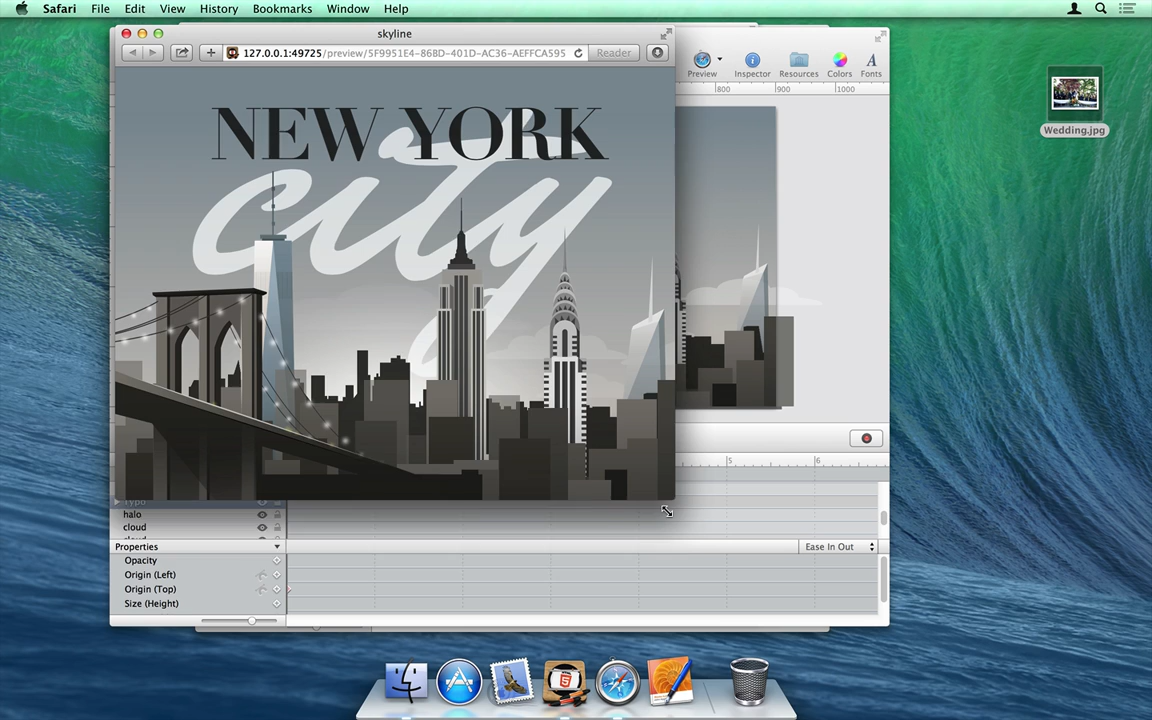 Safari File Edit View History Bookmarks Window Help
skyline
127.0.0.1:49725/preview/5F9951E4-868D-401D-AC36-AEFFCA595
Reader
Preview Inspector Resources Colors Fonts
800 900 1000
NEW YORK
city
Wedding.jpg
5 6
Typo
halo
cloud
cloud
Properties
Ease In Out
Opacity
Origin (Left)
Origin (Top)
Size (Height)